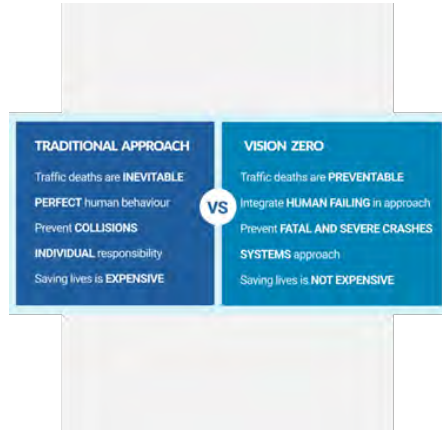 TRADITIONAL APPROACH
Traffic deaths are INEVITABLE
PERFECT human behaviour
Prevent COLLISIONS
INDIVIDUAL responsibility
Saving lives is EXPENSIVE
VS
VISION ZERO
Traffic deaths are PREVENTABLE
Integrate HUMAN FAILING in approach
Prevent FATAL AND SEVERE CRASHES
SYSTEMS approach
Saving lives is NOT EXPENSIVE